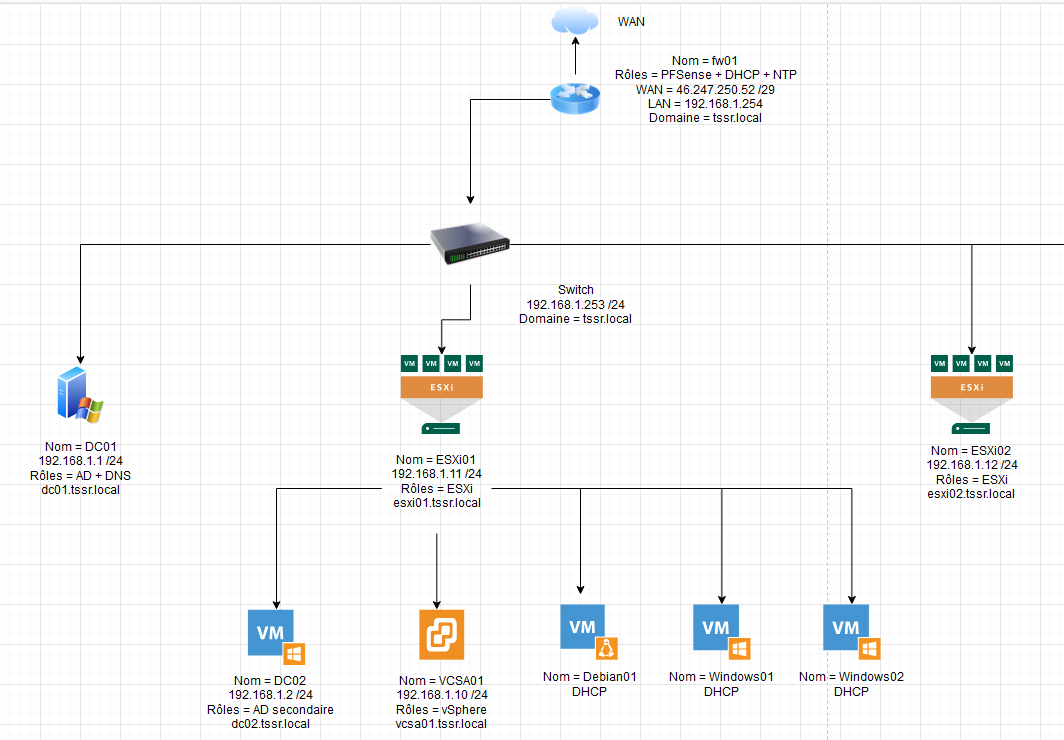 WAN
Nom = fw01
Rôles = PFSense + DHCP + NTP
WAN = 46.247.250.52 /29
LAN = 192.168.1.254
Domaine = tssr.local
Switch
192.168.1.253 /24
Domaine = tssr.local
Nom = DC01
192.168.1.1 /24
Rôles = AD + DNS
dc01.tssr.local
VM VM VM VM
ESXi
Nom = ESXi01
192.168.1.11 /24
Rôles = ESXi
esxi01.tssr.local
VM VM VM VM
ESXi
Nom = ESXi02
192.168.1.12 /24
Rôles = ESXi
esxi02.tssr.local
VM
Nom = DC02
192.168.1.2 /24
Rôles = AD secondaire
dc02.tssr.local
Nom = VCSA01
192.168.1.10 /24
Rôles = vSphere
vcsa01.tssr.local
VM
Nom = Debian01
DHCP
VM
Nom = Windows01
DHCP
VM
Nom = Windows02
DHCP